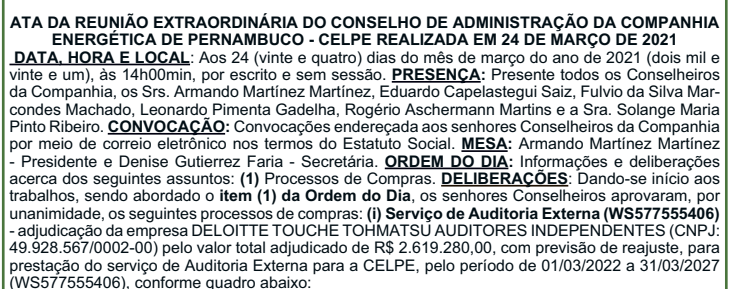 ATA DA REUNIÃO EXTRAORDINÁRIA DO CONSELHO DE ADMINISTRAÇÃO DA COMPANHIA
ENERGÉTICA DE PERNAMBUCO - CELPE REALIZADA EM 24 DE MARÇO DE 2021
DATA, HORA E LOCAL: Aos 24 (vinte e quatro) dias do mês de março do ano de 2021 (dois mil e
vinte e um), às 14h00min, por escrito e sem sessão. PRESENÇA: Presente todos os Conselheiros
da Companhia, os Srs. Armando Martínez Martínez, Eduardo Capelastegui Saiz, Fulvio da Silva Mar-
condes Machado, Leonardo Pimenta Gadelha, Rogério Aschermann Martins e a Sra. Solange Maria
Pinto Ribeiro. CONVOCAÇÃO: Convocações endereçada aos senhores Conselheiros da Companhia
por meio de correio eletrônico nos termos do Estatuto Social. MESA: Armando Martínez Martínez
- Presidente e Denise Gutierrez Faria - Secretária. ORDEM DO DIA: Informações e deliberações
acerca dos seguintes assuntos: (1) Processos de Compras. DELIBERAÇÕES: Dando-se início aos
trabalhos, sendo abordado o item (1) da Ordem do Dia, os senhores Conselheiros aprovaram, por
unanimidade, os seguintes processos de compras: (i) Serviço de Auditoria Externa (WS577555406)
- adjudicação da empresa DELOITTE TOUCHE TOHMATSU AUDITORES INDEPENDENTES (CNPJ:
49.928.567/0002-00) pelo valor total adjudicado de R$ 2.619.280,00, com previsão de reajuste, para
prestação do serviço de Auditoria Externa para a CELPE, pelo período de 01/03/2022 a 31/03/2027
(WS577555406), conforme quadro abaixo: